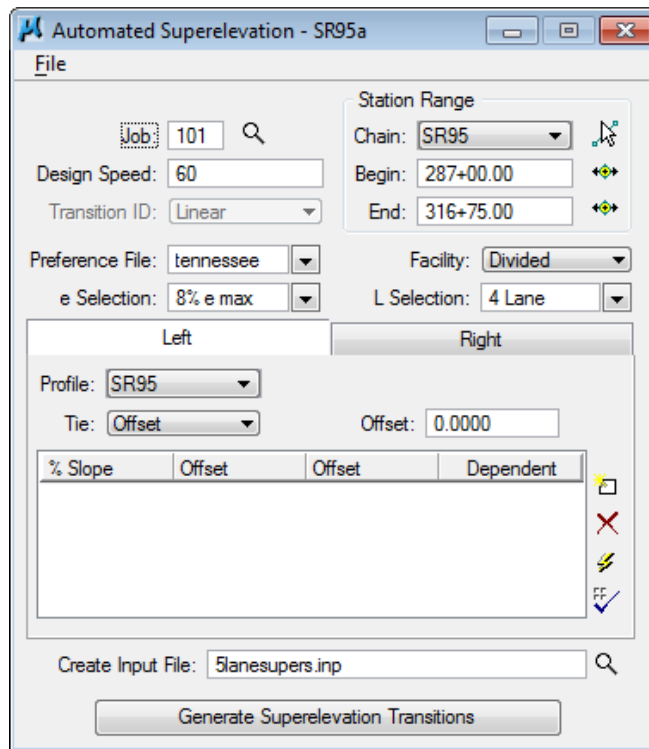 Automated Superelevation - SR95a
File
Station Range
Job: 101
Chain: SR95
Design Speed: 60
Begin: 287+00.00
Transition ID: Linear
End: 316+75.00
Preference File: tennessee
Facility: Divided
e Selection: 8% e max
L Selection: 4 Lane
Left Right
Profile: SR95
Tie: Offset
Offset: 0.0000
% Slope Offset Offset Dependent
FF
Create Input File: 5lanesupers.inp
Generate Superelevation Transitions